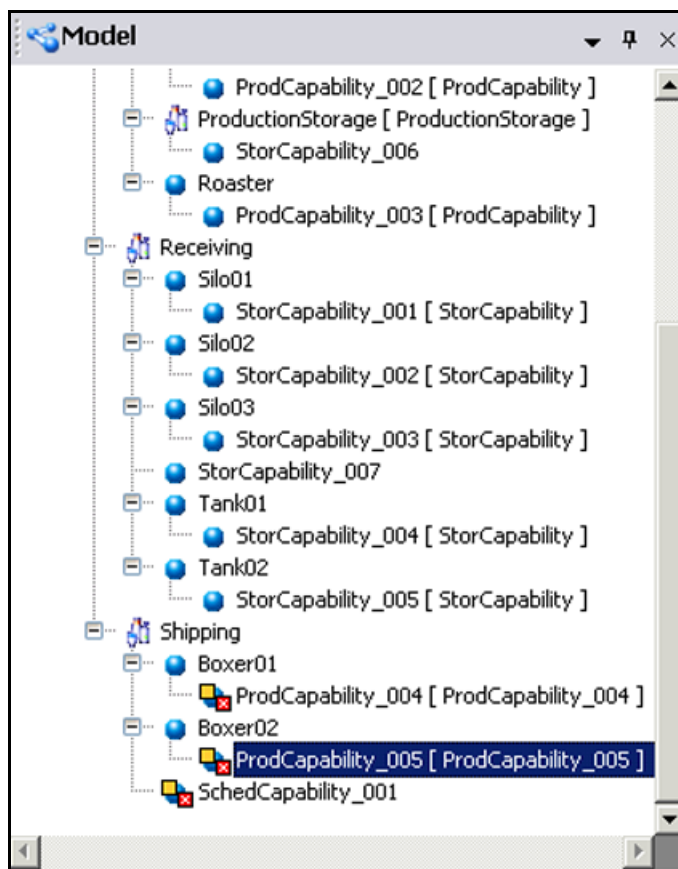 Model
ProdCapability_002 [ ProdCapability ]
ProductionStorage [ ProductionStorage ]
StorCapability_006
Roaster
ProdCapability_003 [ ProdCapability ]
Receiving
Silo01
StorCapability_001 [ StorCapability ]
Silo02
StorCapability_002 [ StorCapability ]
Silo03
StorCapability_003 [ StorCapability ]
StorCapability_007
Tank01
StorCapability_004 [ StorCapability ]
Tank02
StorCapability_005 [ StorCapability ]
Shipping
Boxer01
ProdCapability_004 [ ProdCapability_004 ]
Boxer02
ProdCapability_005 [ ProdCapability_005 ]
SchedCapability_001